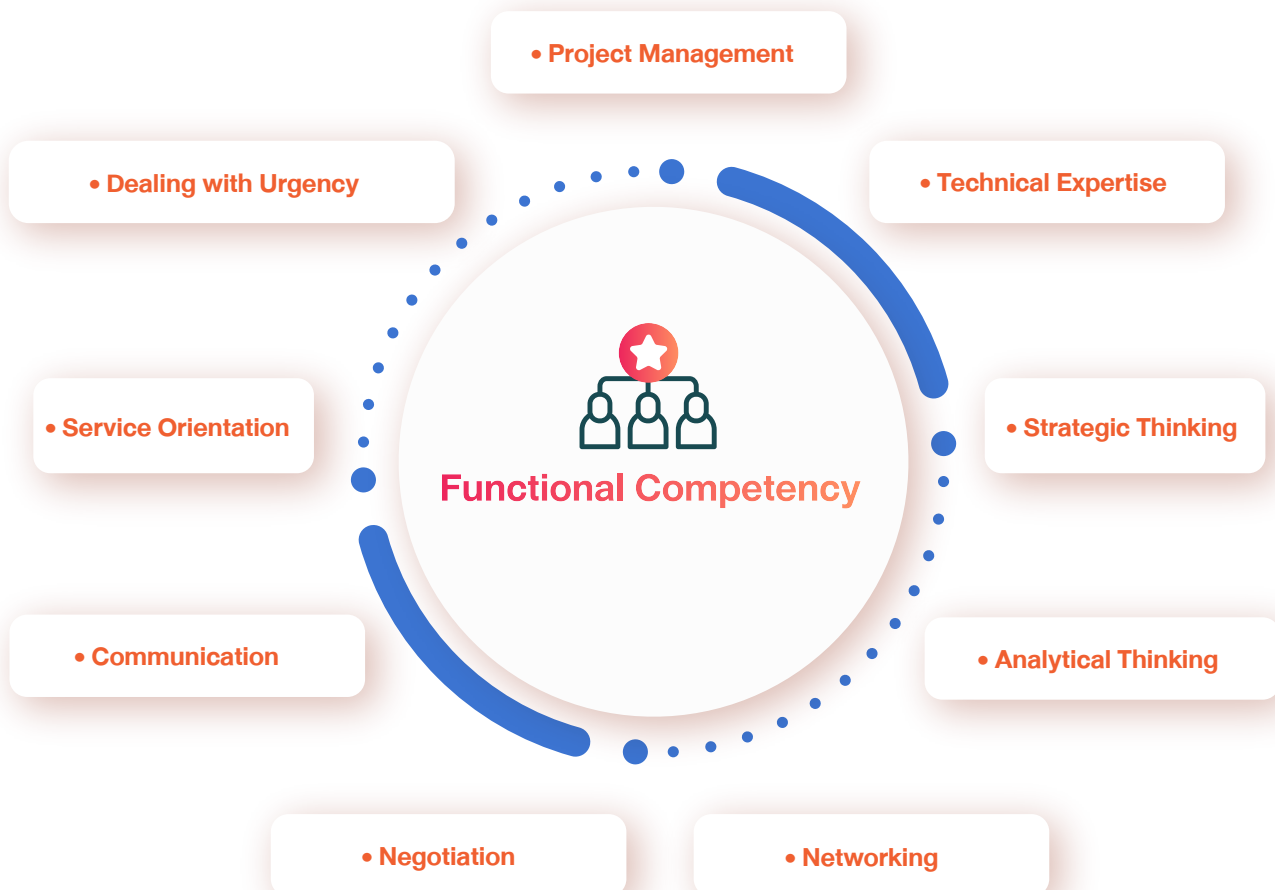 • Project Management
• Dealing with Urgency
• Technical Expertise
• Service Orientation
• Strategic Thinking
Functional Competency
• Communication
• Analytical Thinking
• Negotiation
• Networking